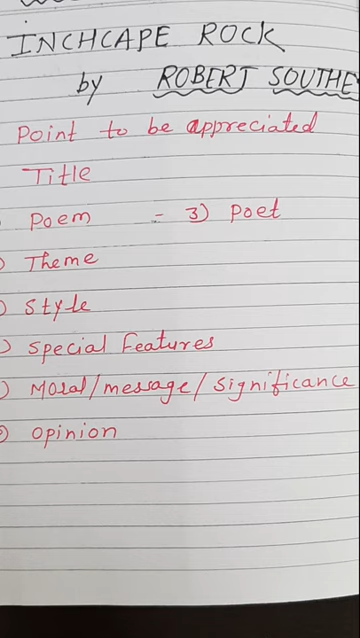 INCHCAPE ROCK
by ROBERT SOUTHE
Point to be appreciated
Title
Poem = 3) Poet
) Theme
) Style
) Special Features
) Moral/message/Significance
) Opinion